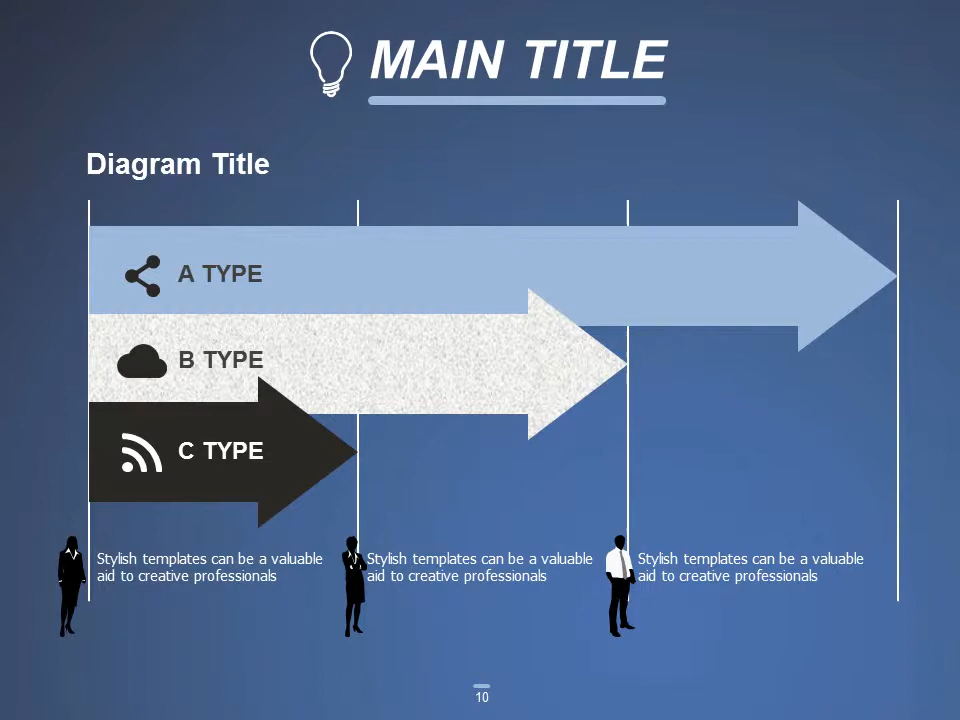 MAIN TITLE
Diagram Title
A TYPE
B TYPE
C TYPE
Stylish templates can be a valuable
aid to creative professionals
Stylish templates can be a valuable
aid to creative professionals
Stylish templates can be a valuable
aid to creative professionals
10